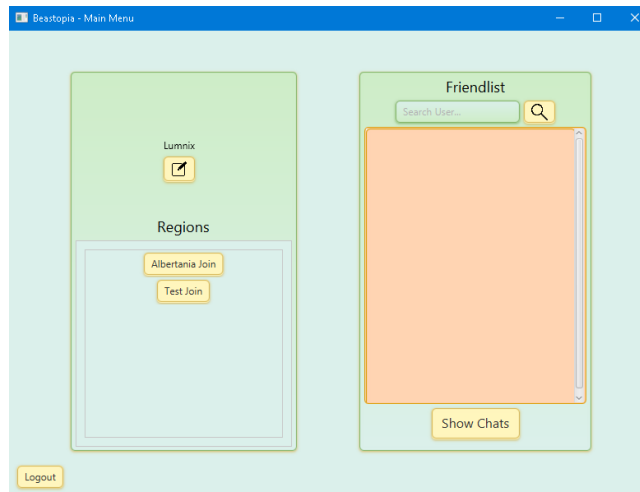 Beastopia - Main Menu
Lumnix
Regions
Albertania Join
Test Join
Friendlist
Search User...
Show Chats
Logout